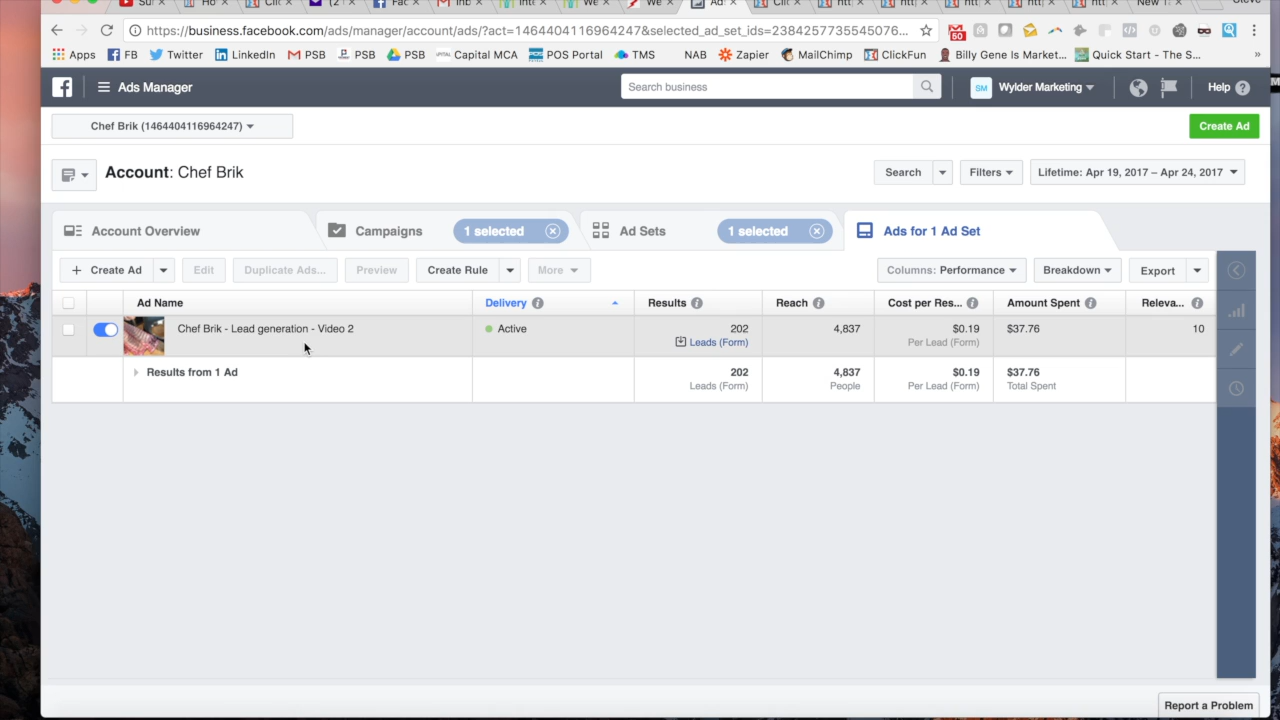 https://business.facebook.com/ads/manager/account/ads/?act=1464404116964247&selected_ad_set_ids=2384257735545076...
50
Apps FB Twitter LinkedIn PSB PSB PSB Capital MCA POS Portal TMS NAB Zapier MailChimp ClickFun Billy Gene Is Market... Quick Start - The S... »
Ads Manager Search business SM Wylder Marketing Help
Chef Brik (1464404116964247) Create Ad
Account: Chef Brik Search Filters Lifetime: Apr 19, 2017 – Apr 24, 2017
Account Overview Campaigns 1 selected Ad Sets 1 selected Ads for 1 Ad Set
+ Create Ad Edit Duplicate Ads... Preview Create Rule More Columns: Performance Breakdown Export
Ad Name Delivery Results Reach Cost per Res... Amount Spent Releva...
Chef Brik - Lead generation - Video 2 Active 202 4,837 $0.19 $37.76 10
Leads (Form) Per Lead (Form)
Results from 1 Ad 202 4,837 $0.19 $37.76
Leads (Form) People Per Lead (Form) Total Spent
Report a Problem